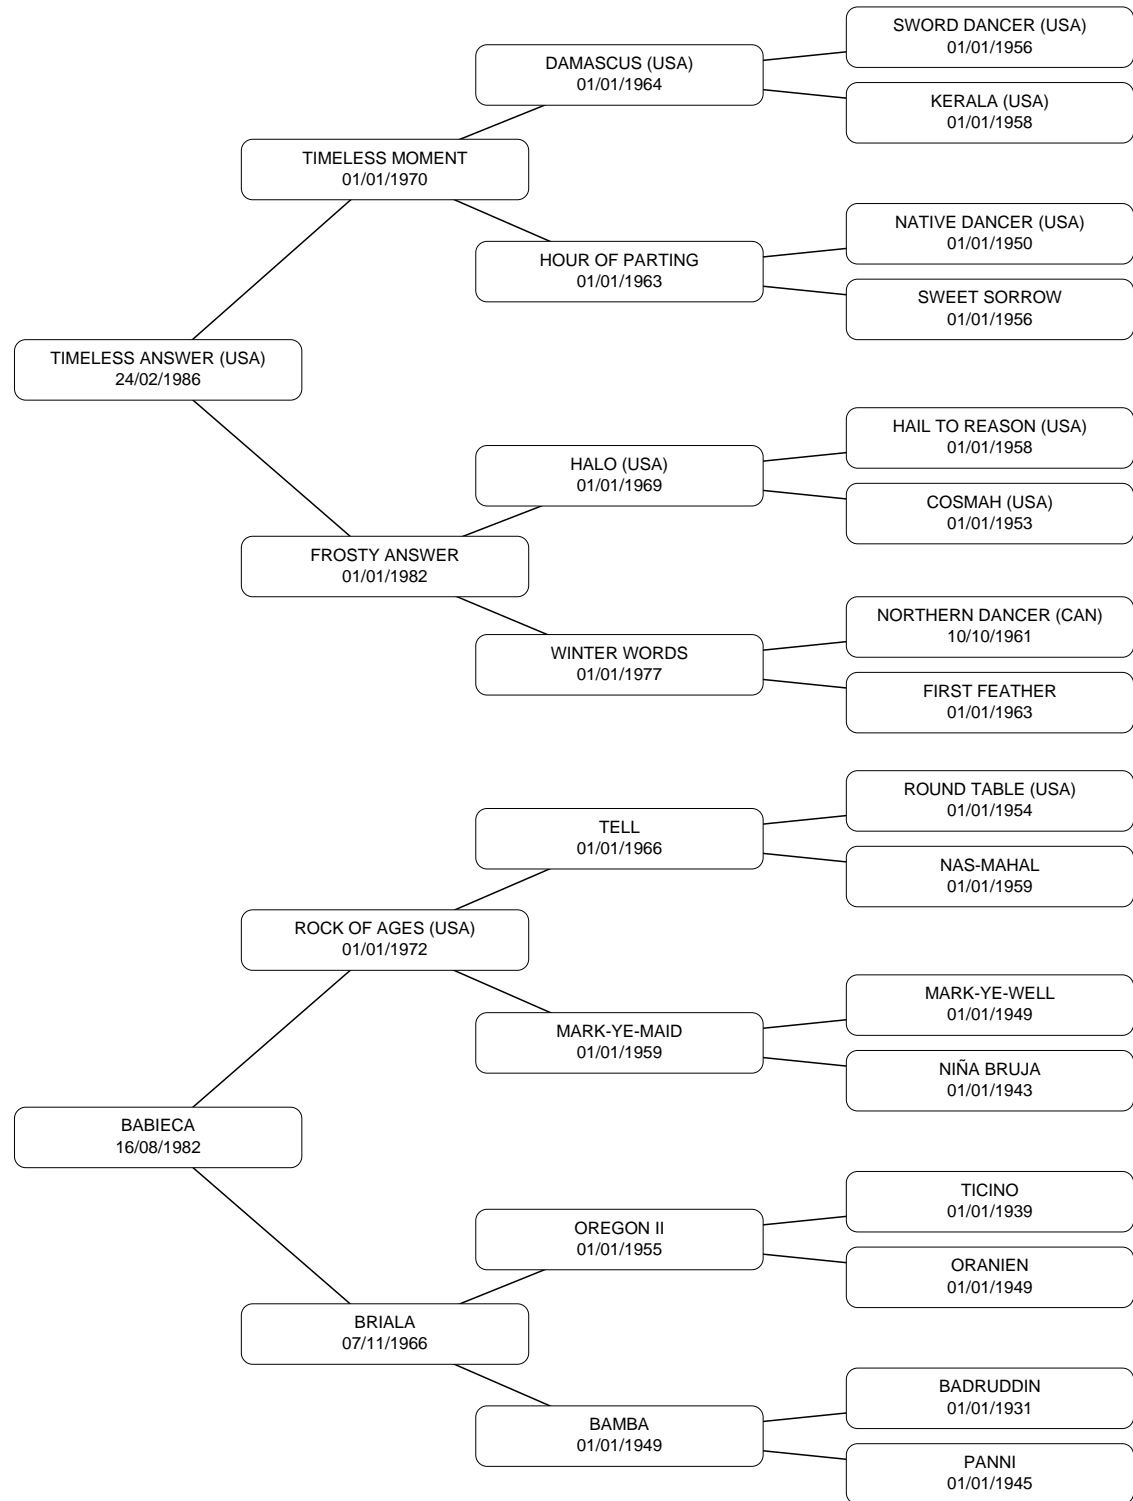 SWORD DANCER (USA)
01/01/1956
DAMASCUS (USA)
01/01/1964
KERALA (USA)
01/01/1958
TIMELESS MOMENT
01/01/1970
NATIVE DANCER (USA)
01/01/1950
HOUR OF PARTING
01/01/1963
SWEET SORROW
01/01/1956
TIMELESS ANSWER (USA)
24/02/1986
HAIL TO REASON (USA)
01/01/1958
HALO (USA)
01/01/1969
COSMAH (USA)
01/01/1953
FROSTY ANSWER
01/01/1982
NORTHERN DANCER (CAN)
10/10/1961
WINTER WORDS
01/01/1977
FIRST FEATHER
01/01/1963
ROUND TABLE (USA)
01/01/1954
TELL
01/01/1966
NAS-MAHAL
01/01/1959
ROCK OF AGES (USA)
01/01/1972
MARK-YE-WELL
01/01/1949
MARK-YE-MAID
01/01/1959
NIÑA BRUJA
01/01/1943
BABIECA
16/08/1982
TICINO
01/01/1939
OREGON II
01/01/1955
ORANIEN
01/01/1949
BRIALA
07/11/1966
BADRUDDIN
01/01/1931
BAMBA
01/01/1949
PANNI
01/01/1945